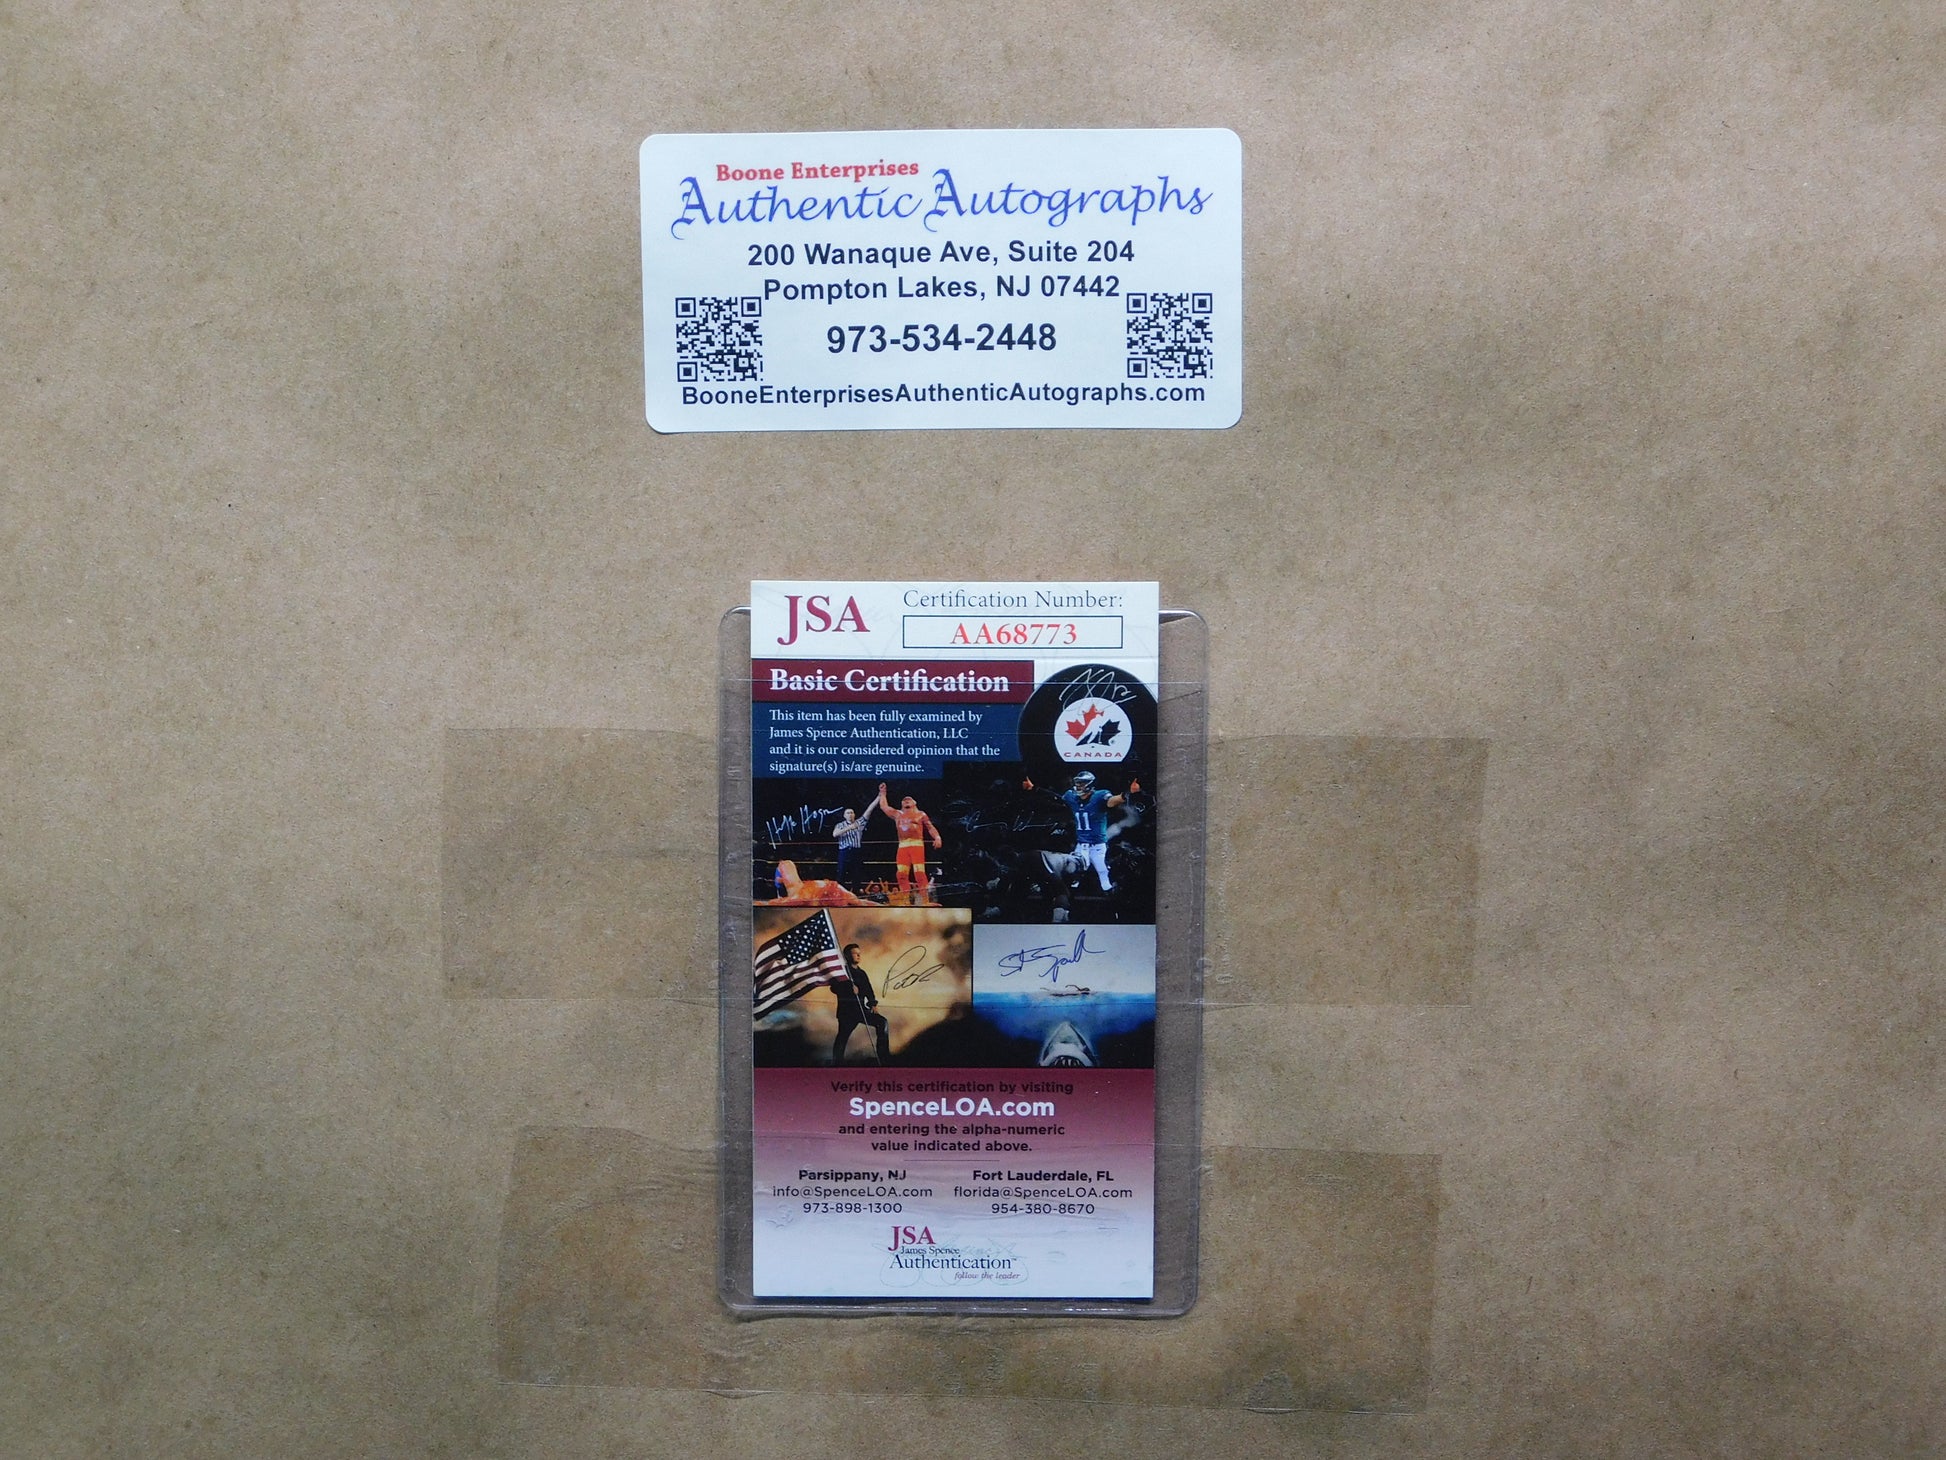 Boone Enterprises
Authentic Autographs
200 Wanaque Ave, Suite 204
Pompton Lakes, NJ 07442
973-534-2448
BooneEnterprisesAuthenticAutographs.com
JSA
Certification Number:
AA68773
Basic Certification
This item has been fully examined by
James Spence Authentication, LLC
and it is our considered opinion that the
signature(s) is/are genuine.
CANADA
Hulk Hogan
11
Verify this certification by visiting
SpenceLOA.com
and entering the alpha-numeric
value indicated above.
Parsippany, NJ
info@SpenceLOA.com
973-898-1300
Fort Lauderdale, FL
florida@SpenceLOA.com
954-380-8670
JSA
James Spence
Authentication™
follow the leader